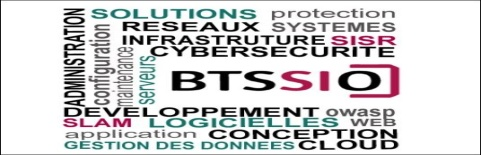 SOLUTIONS protection
RESEAUX SYSTEMES
INFRASTRUTURE SISR
CYBERSECURITE
ADMINISTRATION
configuration
maintenance
serveurs
BTSSIO
DEVELOPPEMENT owasp
SLAM LOGICIELLES WEB
application CONCEPTION
GESTION DES DONNEES CLOUD